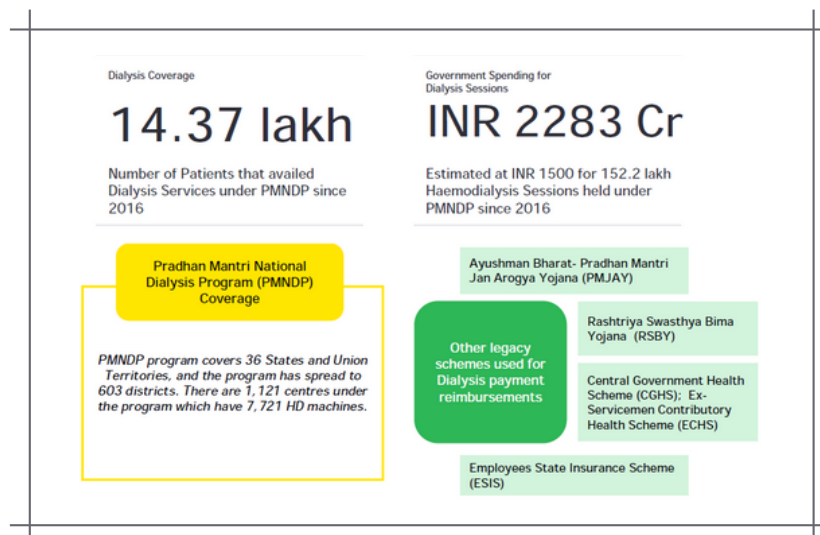 Dialysis Coverage
14.37 lakh
Number of Patients that availed
Dialysis Services under PMNDP since
2016
Government Spending for
Dialysis Sessions
INR 2283 Cr
Estimated at INR 1500 for 152.2 lakh
Haemodialysis Sessions held under
PMNDP since 2016
Pradhan Mantri National
Dialysis Program (PMNDP)
Coverage
PMNDP program covers 36 States and Union
Territories, and the program has spread to
603 districts. There are 1,121 centres under
the program which have 7,721 HD machines.
Ayushman Bharat- Pradhan Mantri
Jan Arogya Yojana (PMJAY)
Other legacy
schemes used for
Dialysis payment
reimbursements
Rashtriya Swasthya Bima
Yojana (RSBY)
Central Government Health
Scheme (CGHS); Ex-
Servicemen Contributory
Health Scheme (ECHS)
Employees State Insurance Scheme
(ESIS)